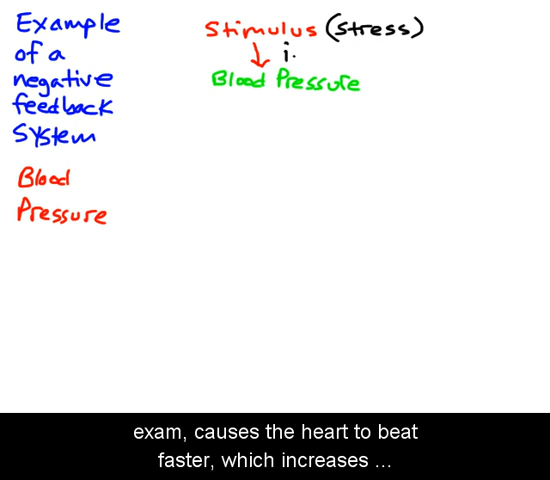 Example
of a
negative
feedback
System
Blood
Pressure
Stimulus (stress)
i.
Blood Pressure
exam, causes the heart to beat
faster, which increases ...